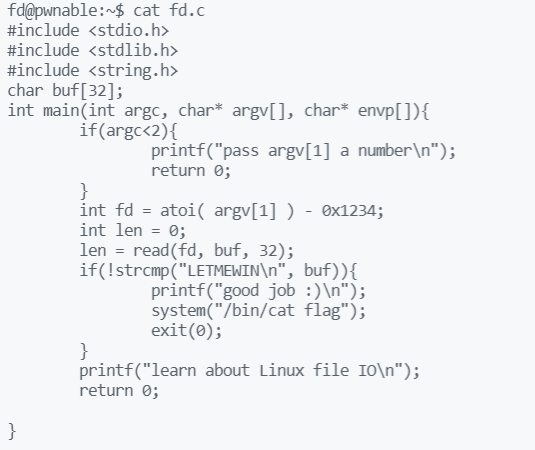 fd@pwnable:~$ cat fd.c
#include <stdio.h>
#include <stdlib.h>
#include <string.h>
char buf[32];
int main(int argc, char* argv[], char* envp[]){
        if(argc<2){
                printf("pass argv[1] a number\n");
                return 0;
        }
        int fd = atoi( argv[1] ) - 0x1234;
        int len = 0;
        len = read(fd, buf, 32);
        if(!strcmp("LETMEWIN\n", buf)){
                printf("good job :)\n");
                system("/bin/cat flag");
                exit(0);
        }
        printf("learn about Linux file IO\n");
        return 0;

}